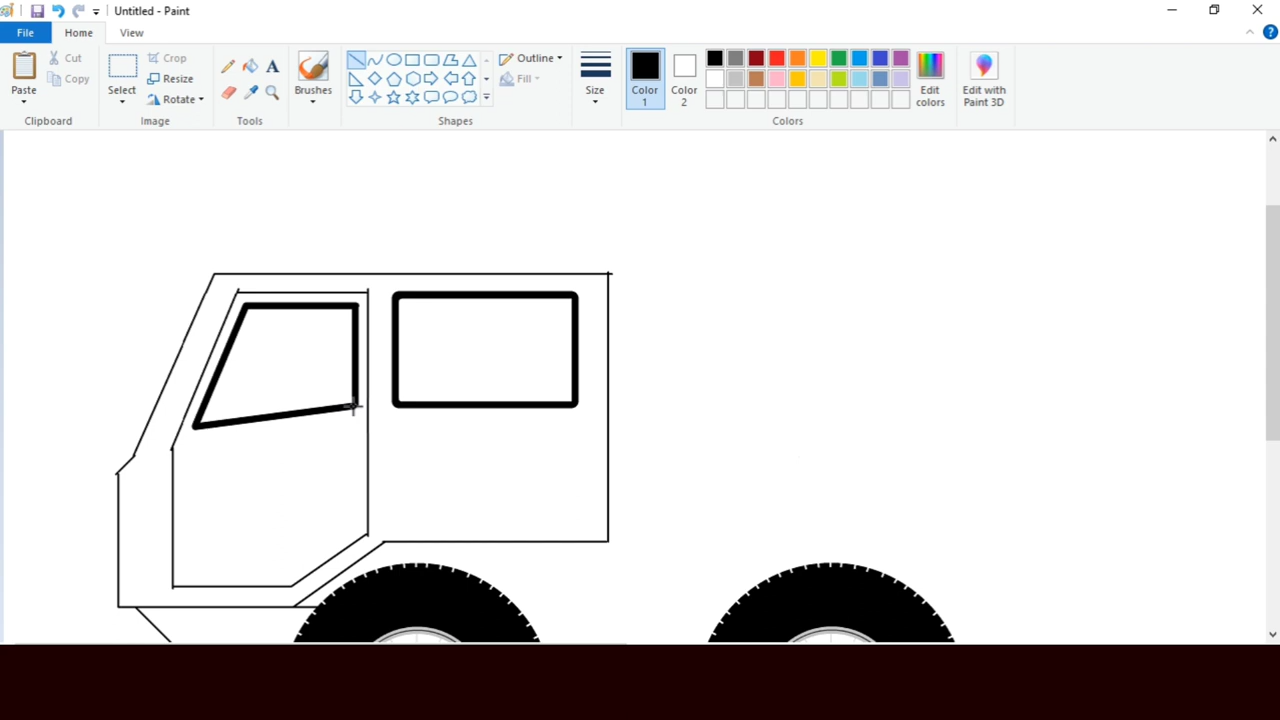 Untitled - Paint
File Home View
Paste
Cut
Copy
Clipboard
Select
Crop
Resize
Rotate
Image
A
Tools
Brushes
Outline
Fill
Shapes
Size
Color 1
Color 2
Edit colors
Colors
Edit with Paint 3D